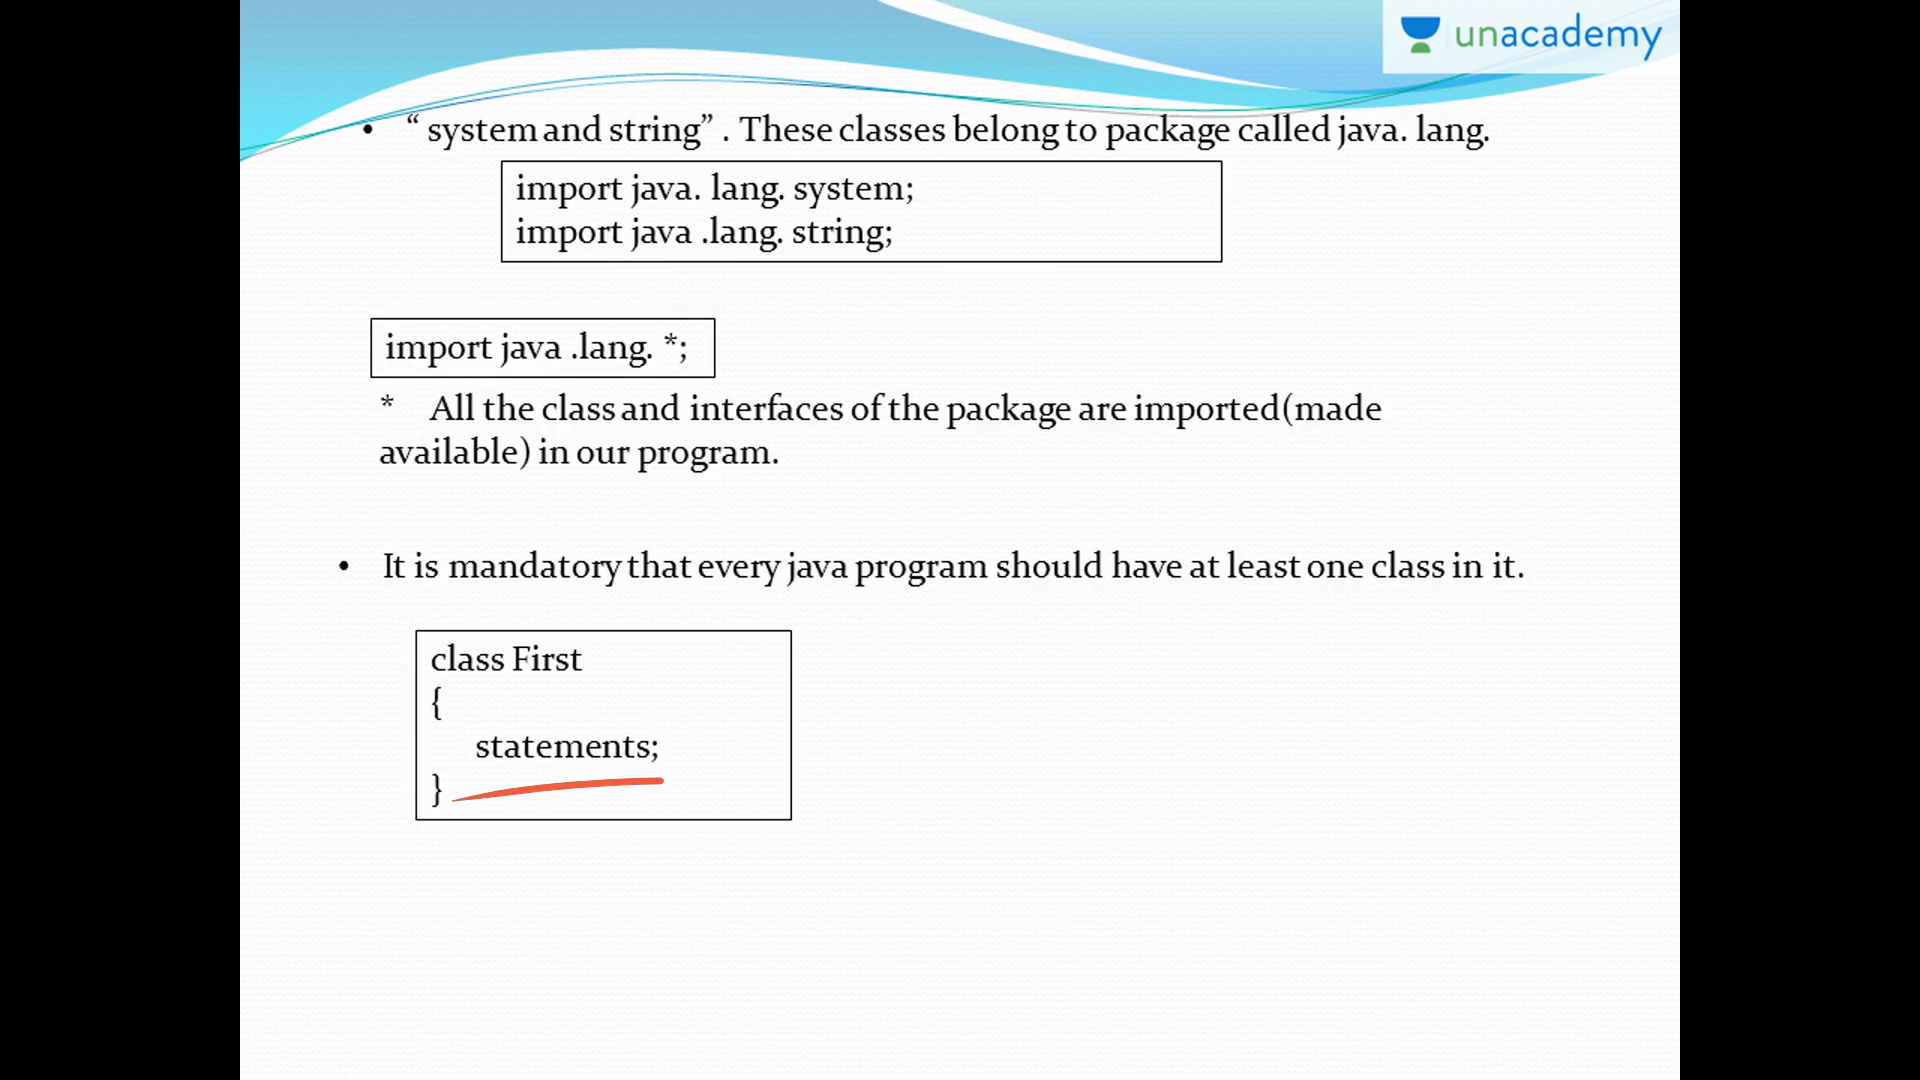 unacademy
• “ system and string” . These classes belong to package called java. lang.
import java. lang. system;
import java .lang. string;
import java .lang. *;
* All the class and interfaces of the package are imported(made
available) in our program.
• It is mandatory that every java program should have at least one class in it.
class First
{
statements;
}